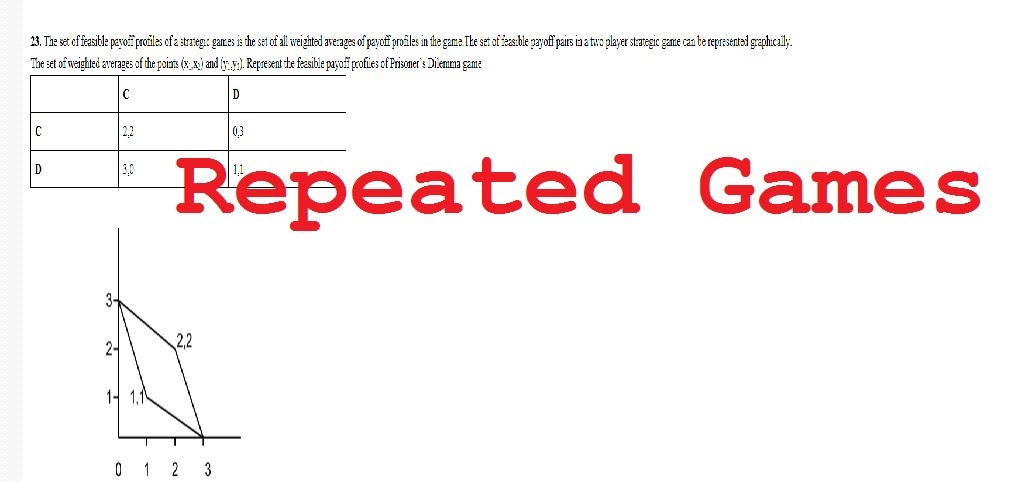 23. The set of feasible payoff profiles of a strategic games is the set of all weighted averages of payoff profiles in the game.The set of feasible payoff pairs in a two player strategic game can be represented graphically.
The set of weighted averages of the points (x₁,x₂) and (y₁,y₂). Represent the feasible payoff profiles of Prisoner's Dilemma game
C D
C 2,2 0,3
D 3,0 1,1
Repeated Games
3
2,2
2
1 1,1
0 1 2 3